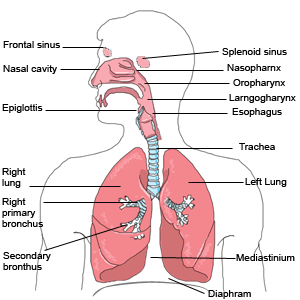 Frontal sinus
Nasal cavity
Epiglottis
Right
lung
Right
primary
bronchus
Secondary
bronthus
Splenoid sinus
Nasopharnx
Oropharynx
Larngogharynx
Esophagus
Trachea
Left Lung
Mediastinium
Diaphram